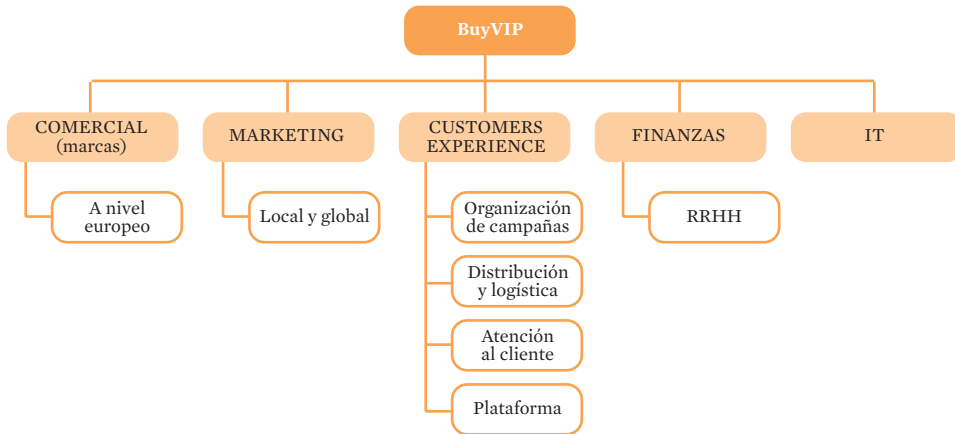 BuyVIP
COMERCIAL
(marcas)
MARKETING
CUSTOMERS
EXPERIENCE
FINANZAS
IT
A nivel
europeo
Local y global
Organización
de campañas
RRHH
Distribución
y logística
Atención
al cliente
Plataforma